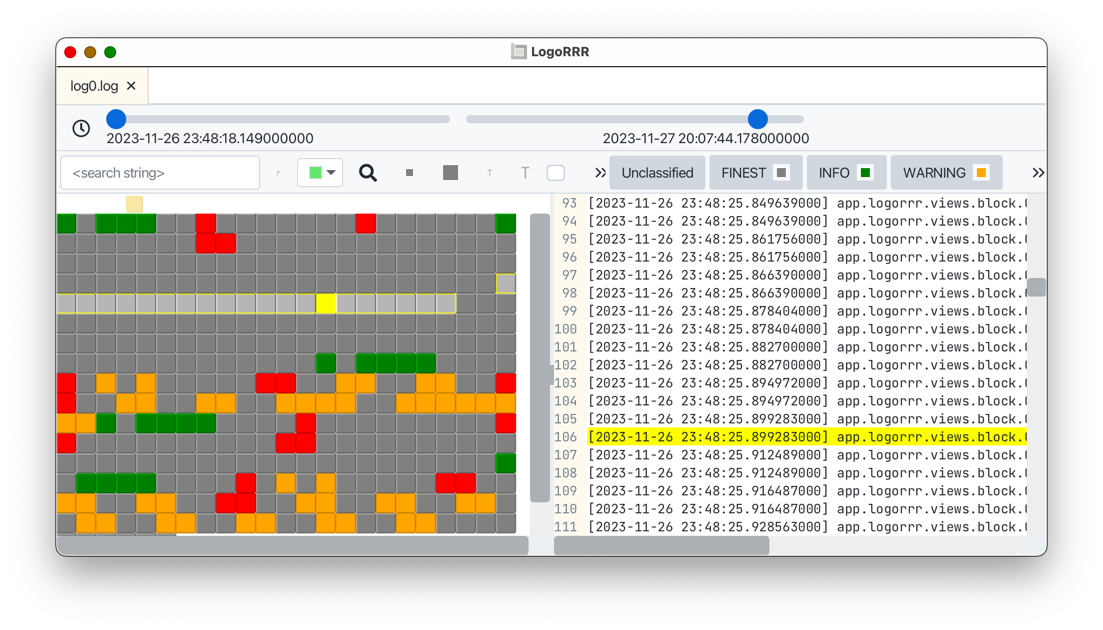 LogoRRR
log0.log ×
2023-11-26 23:48:18.149000000 2023-11-27 20:07:44.178000000
<search string> T T Unclassified FINEST INFO WARNING
93 [2023-11-26 23:48:25.849639000] app.logorrr.views.block.
94 [2023-11-26 23:48:25.849639000] app.logorrr.views.block.
95 [2023-11-26 23:48:25.861756000] app.logorrr.views.block.
96 [2023-11-26 23:48:25.861756000] app.logorrr.views.block.
97 [2023-11-26 23:48:25.866390000] app.logorrr.views.block.
98 [2023-11-26 23:48:25.866390000] app.logorrr.views.block.
99 [2023-11-26 23:48:25.878404000] app.logorrr.views.block.
100 [2023-11-26 23:48:25.878404000] app.logorrr.views.block.
101 [2023-11-26 23:48:25.882700000] app.logorrr.views.block.
102 [2023-11-26 23:48:25.882700000] app.logorrr.views.block.
103 [2023-11-26 23:48:25.894972000] app.logorrr.views.block.
104 [2023-11-26 23:48:25.894972000] app.logorrr.views.block.
105 [2023-11-26 23:48:25.899283000] app.logorrr.views.block.
106 [2023-11-26 23:48:25.899283000] app.logorrr.views.block.
107 [2023-11-26 23:48:25.912489000] app.logorrr.views.block.
108 [2023-11-26 23:48:25.912489000] app.logorrr.views.block.
109 [2023-11-26 23:48:25.916487000] app.logorrr.views.block.
110 [2023-11-26 23:48:25.916487000] app.logorrr.views.block.
111 [2023-11-26 23:48:25.928563000] app.logorrr.views.block.